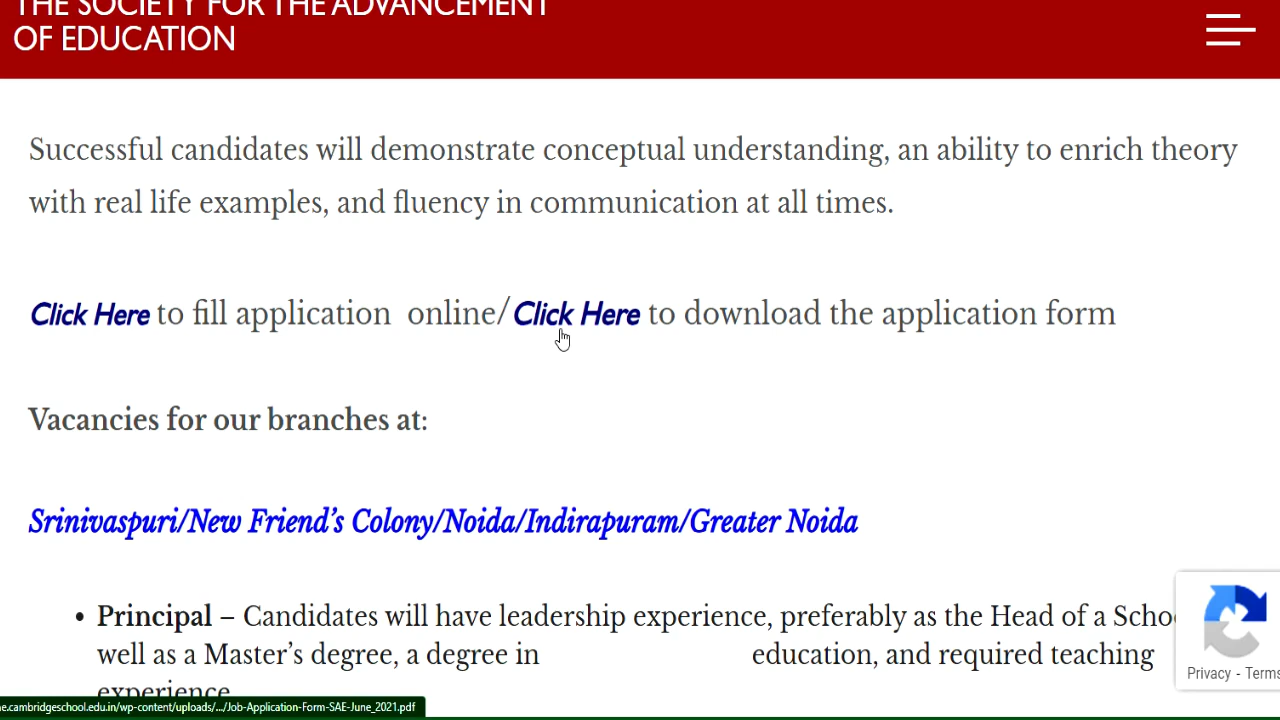 THE SOCIETY FOR THE ADVANCEMENT
OF EDUCATION
Successful candidates will demonstrate conceptual understanding, an ability to enrich theory
with real life examples, and fluency in communication at all times.
Click Here to fill application online/Click Here to download the application form
Vacancies for our branches at:
Srinivaspuri/New Friend's Colony/Noida/Indirapuram/Greater Noida
• Principal – Candidates will have leadership experience, preferably as the Head of a
well as a Master's degree, a degree in education, and required teaching
experience
Privacy - Terms
.cambridgeschool.edu.in/wp-content/uploads/.../Job-Application-Form-SAE-June_2021.pdf